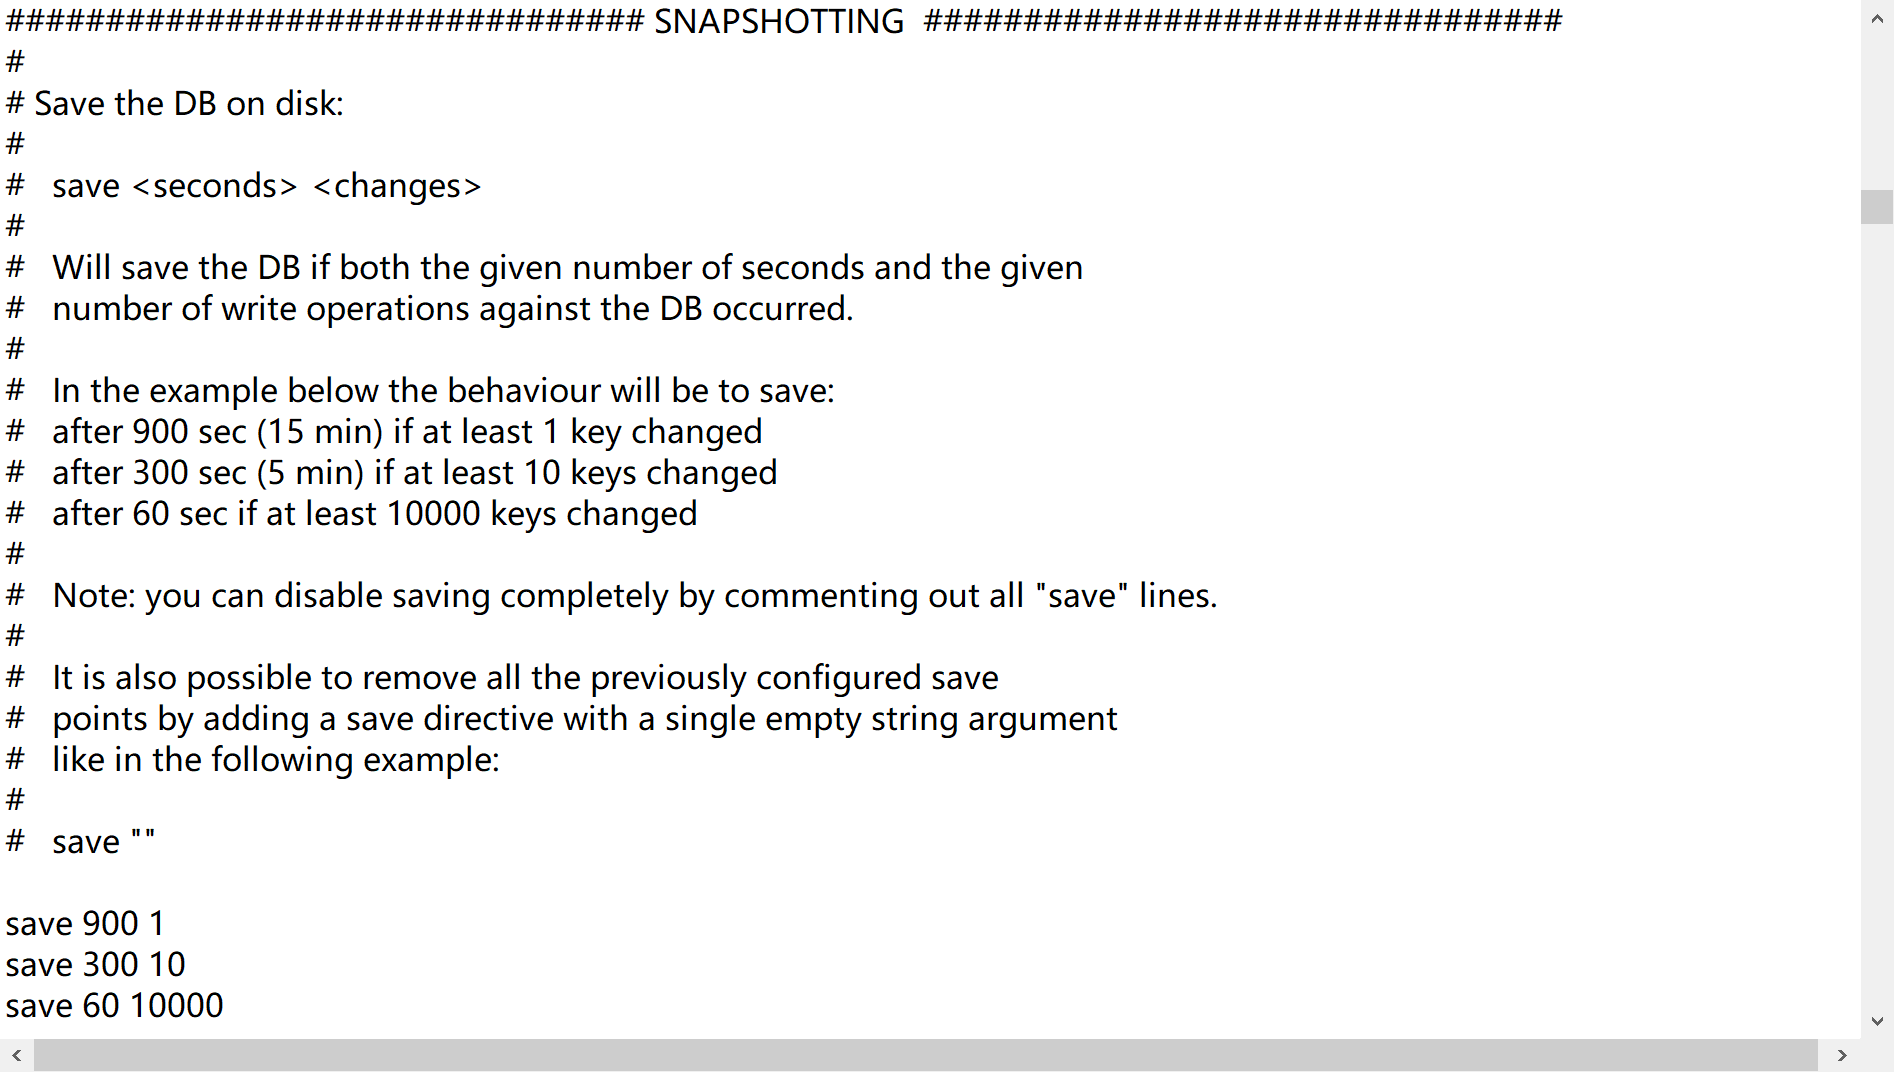 ################################ SNAPSHOTTING  ################################
#
# Save the DB on disk:
#
#   save <seconds> <changes>
#
#   Will save the DB if both the given number of seconds and the given
#   number of write operations against the DB occurred.
#
#   In the example below the behaviour will be to save:
#   after 900 sec (15 min) if at least 1 key changed
#   after 300 sec (5 min) if at least 10 keys changed
#   after 60 sec if at least 10000 keys changed
#
#   Note: you can disable saving completely by commenting out all "save" lines.
#
#   It is also possible to remove all the previously configured save
#   points by adding a save directive with a single empty string argument
#   like in the following example:
#
#   save ""

save 900 1
save 300 10
save 60 10000